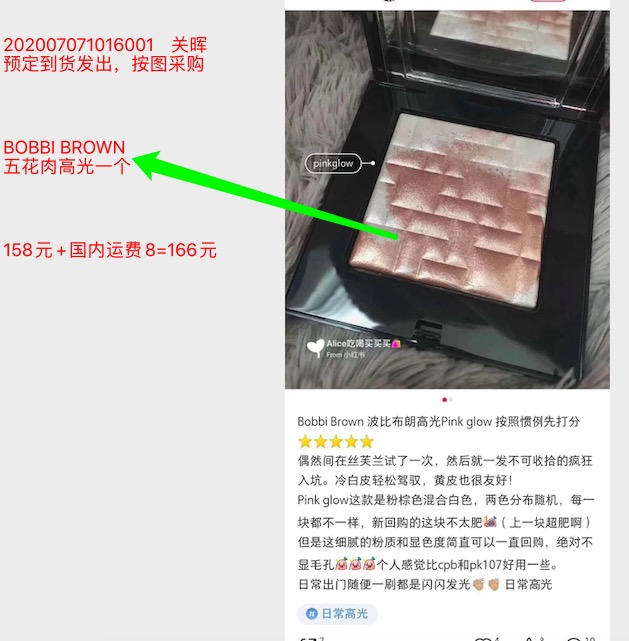 202007071016001 关晖
预定到货发出，按图采购
BOBBI BROWN
五花肉高光一个
158元+国内运费8=166元
pinkglow
Alice吃喝买买买
From 小红书
Bobbi Brown 波比布朗高光Pink glow 按照惯例先打分
⭐⭐⭐⭐⭐
偶然间在丝芙兰试了一次，然后就一发不可收拾的疯狂
入坑。冷白皮轻松驾驭，黄皮也很友好！
Pink glow这款是粉棕色混合白色，两色分布随机，每一
块都不一样，新回购的这块不太肥（上一块超肥啊）
但是这细腻的粉质和显色度简直可以一直回购，绝对不
显毛孔个人感觉比cpb和pk107好用一些。
日常出门随便一刷都是闪闪发光 日常高光
# 日常高光